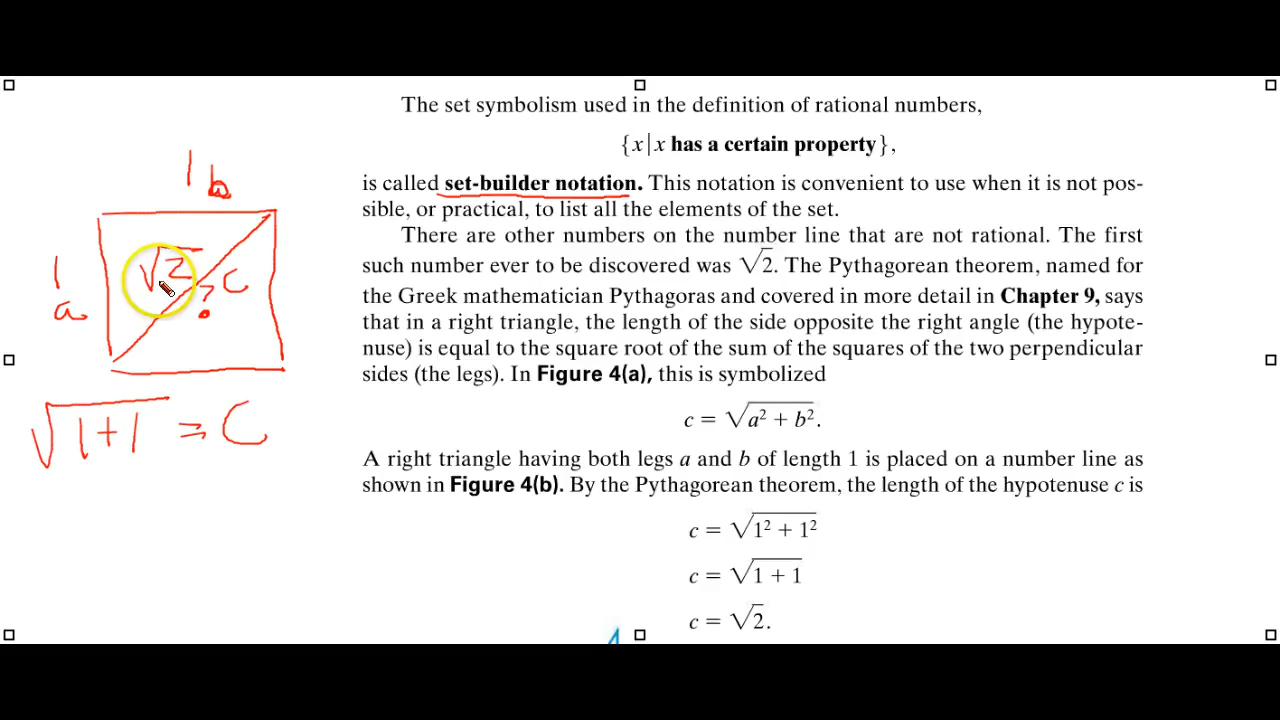 The set symbolism used in the definition of rational numbers,
{x|x has a certain property},
is called set-builder notation. This notation is convenient to use when it is not pos-
sible, or practical, to list all the elements of the set.
There are other numbers on the number line that are not rational. The first
such number ever to be discovered was √2. The Pythagorean theorem, named for
the Greek mathematician Pythagoras and covered in more detail in Chapter 9, says
that in a right triangle, the length of the side opposite the right angle (the hypote-
nuse) is equal to the square root of the sum of the squares of the two perpendicular
sides (the legs). In Figure 4(a), this is symbolized
c = √(a² + b²).
A right triangle having both legs a and b of length 1 is placed on a number line as
shown in Figure 4(b). By the Pythagorean theorem, the length of the hypotenuse c is
c = √(1² + 1²)
c = √(1 + 1)
c = √2.
1
b
√2
? c
1
a
√(1+1) = C